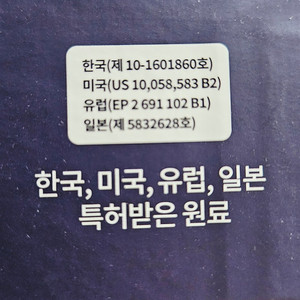 한국(제 10-1601860호)
미국(US 10,058,583 B2)
유럽(EP 2 691 102 B1)
일본(제 5832628호)
한국, 미국, 유럽, 일본
특허받은 원료